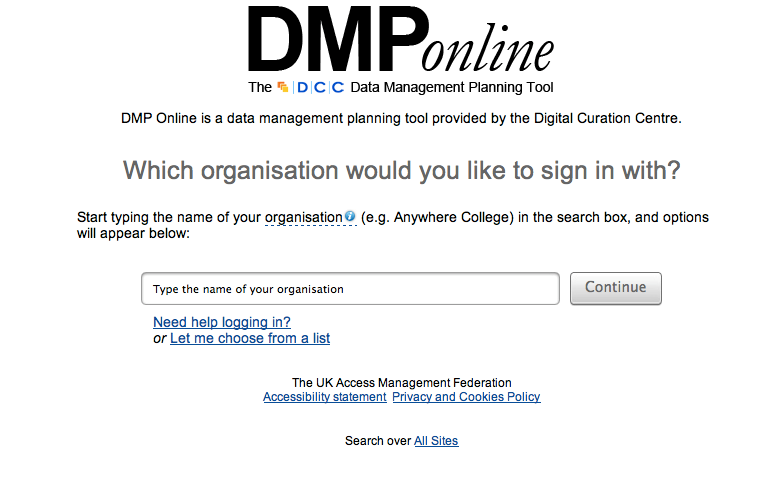 DMPonline
The DCC Data Management Planning Tool
DMP Online is a data management planning tool provided by the Digital Curation Centre.
Which organisation would you like to sign in with?
Start typing the name of your organisation i (e.g. Anywhere College) in the search box, and options
will appear below:
Type the name of your organisation Continue
Need help logging in?
or Let me choose from a list
The UK Access Management Federation
Accessibility statement Privacy and Cookies Policy
Search over All Sites